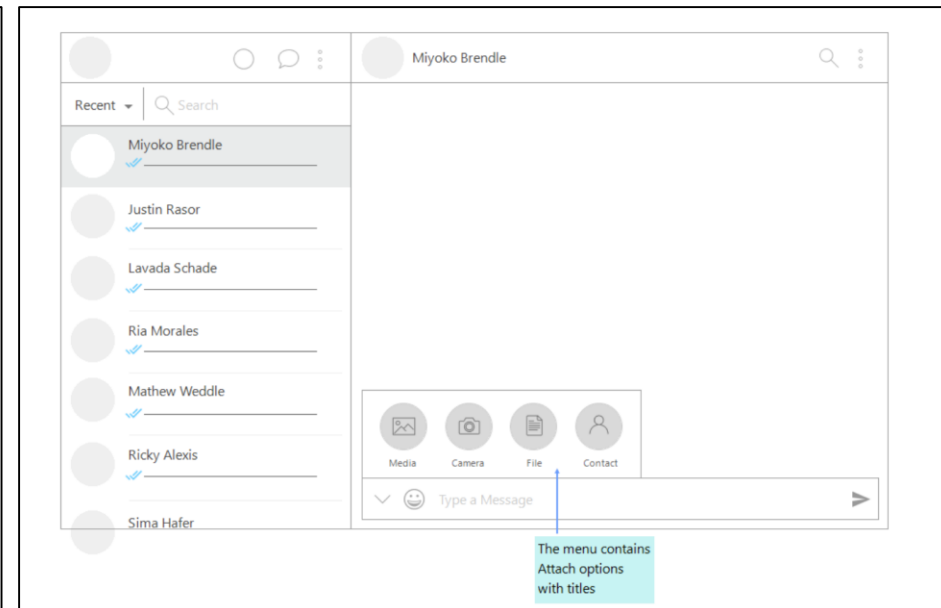 Miyoko Brendle
Recent
Search
Miyoko Brendle
Justin Rasor
Lavada Schade
Ria Morales
Mathew Weddle
Ricky Alexis
Sima Hafer
Media Camera File Contact
Type a Message
The menu contains
Attach options
with titles